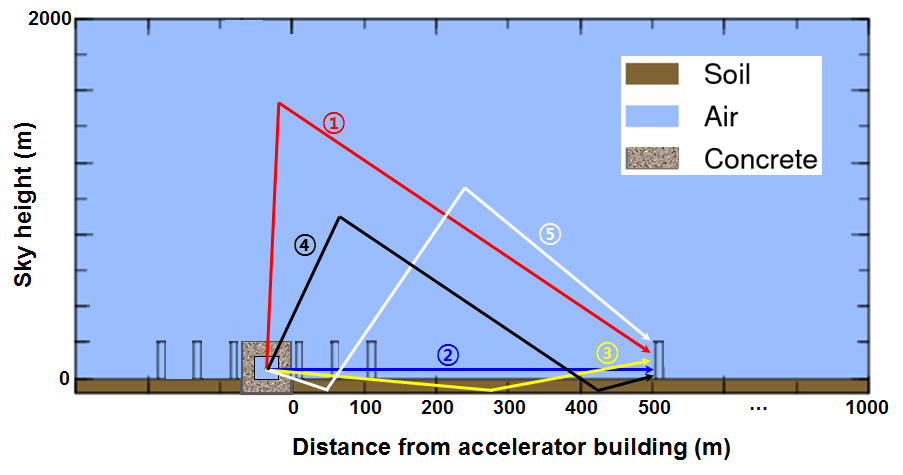 2000
Soil
Air
Concrete
①
⑤
④
Sky height (m)
③
②
0
0 100 200 300 400 500 ... 1000
Distance from accelerator building (m)